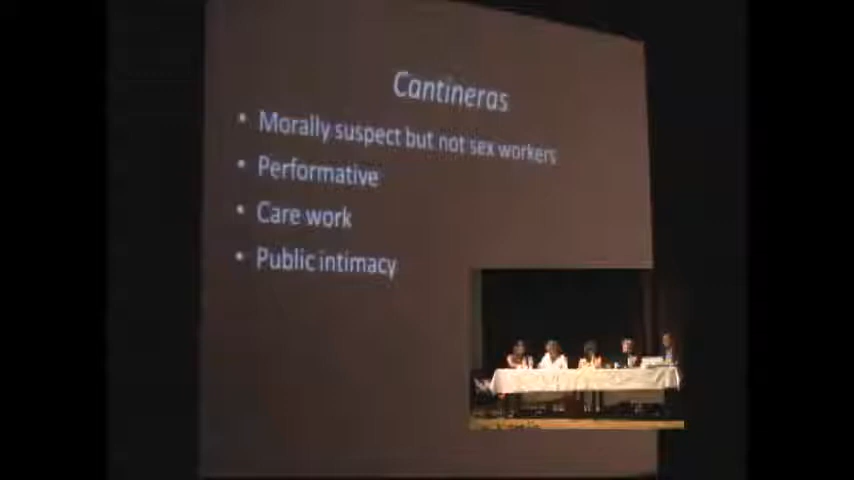 Cantineras
• Morally suspect but not sex workers
• Performative
• Care work
• Public intimacy